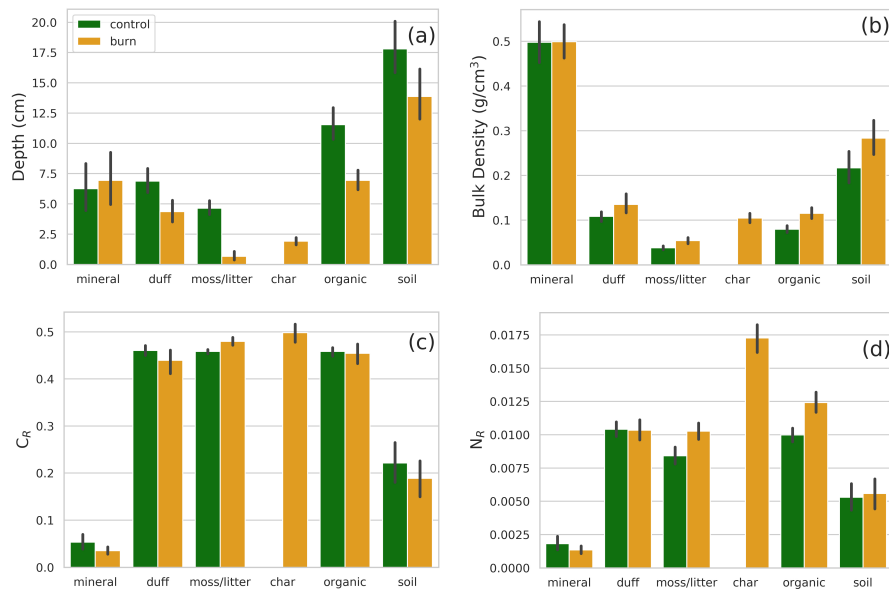 control
burn
(a)
Depth (cm)
20.0
17.5
15.0
12.5
10.0
7.5
5.0
2.5
0.0
mineral duff moss/litter char organic soil
(b)
Bulk Density (g/cm³)
0.5
0.4
0.3
0.2
0.1
0.0
mineral duff moss/litter char organic soil
(c)
C_R
0.5
0.4
0.3
0.2
0.1
0.0
mineral duff moss/litter char organic soil
(d)
N_R
0.0175
0.0150
0.0125
0.0100
0.0075
0.0050
0.0025
0.0000
mineral duff moss/litter char organic soil